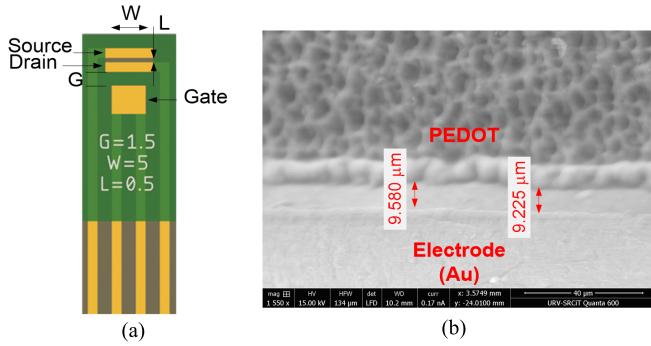 W
L
Source
Drain
G
Gate
G=1.5
W=5
L=0.5
(a)
PEDOT
9.580 µm
9.225 µm
Electrode
(Au)
mag HV HFW det WO curr x: 3.5749 mm 40 µm
1 550 x 15.00 kV 134 µm LFD 10.2 mm 0.17 nA y: -24.0100 mm URV-SRCiT Quanta 600
(b)